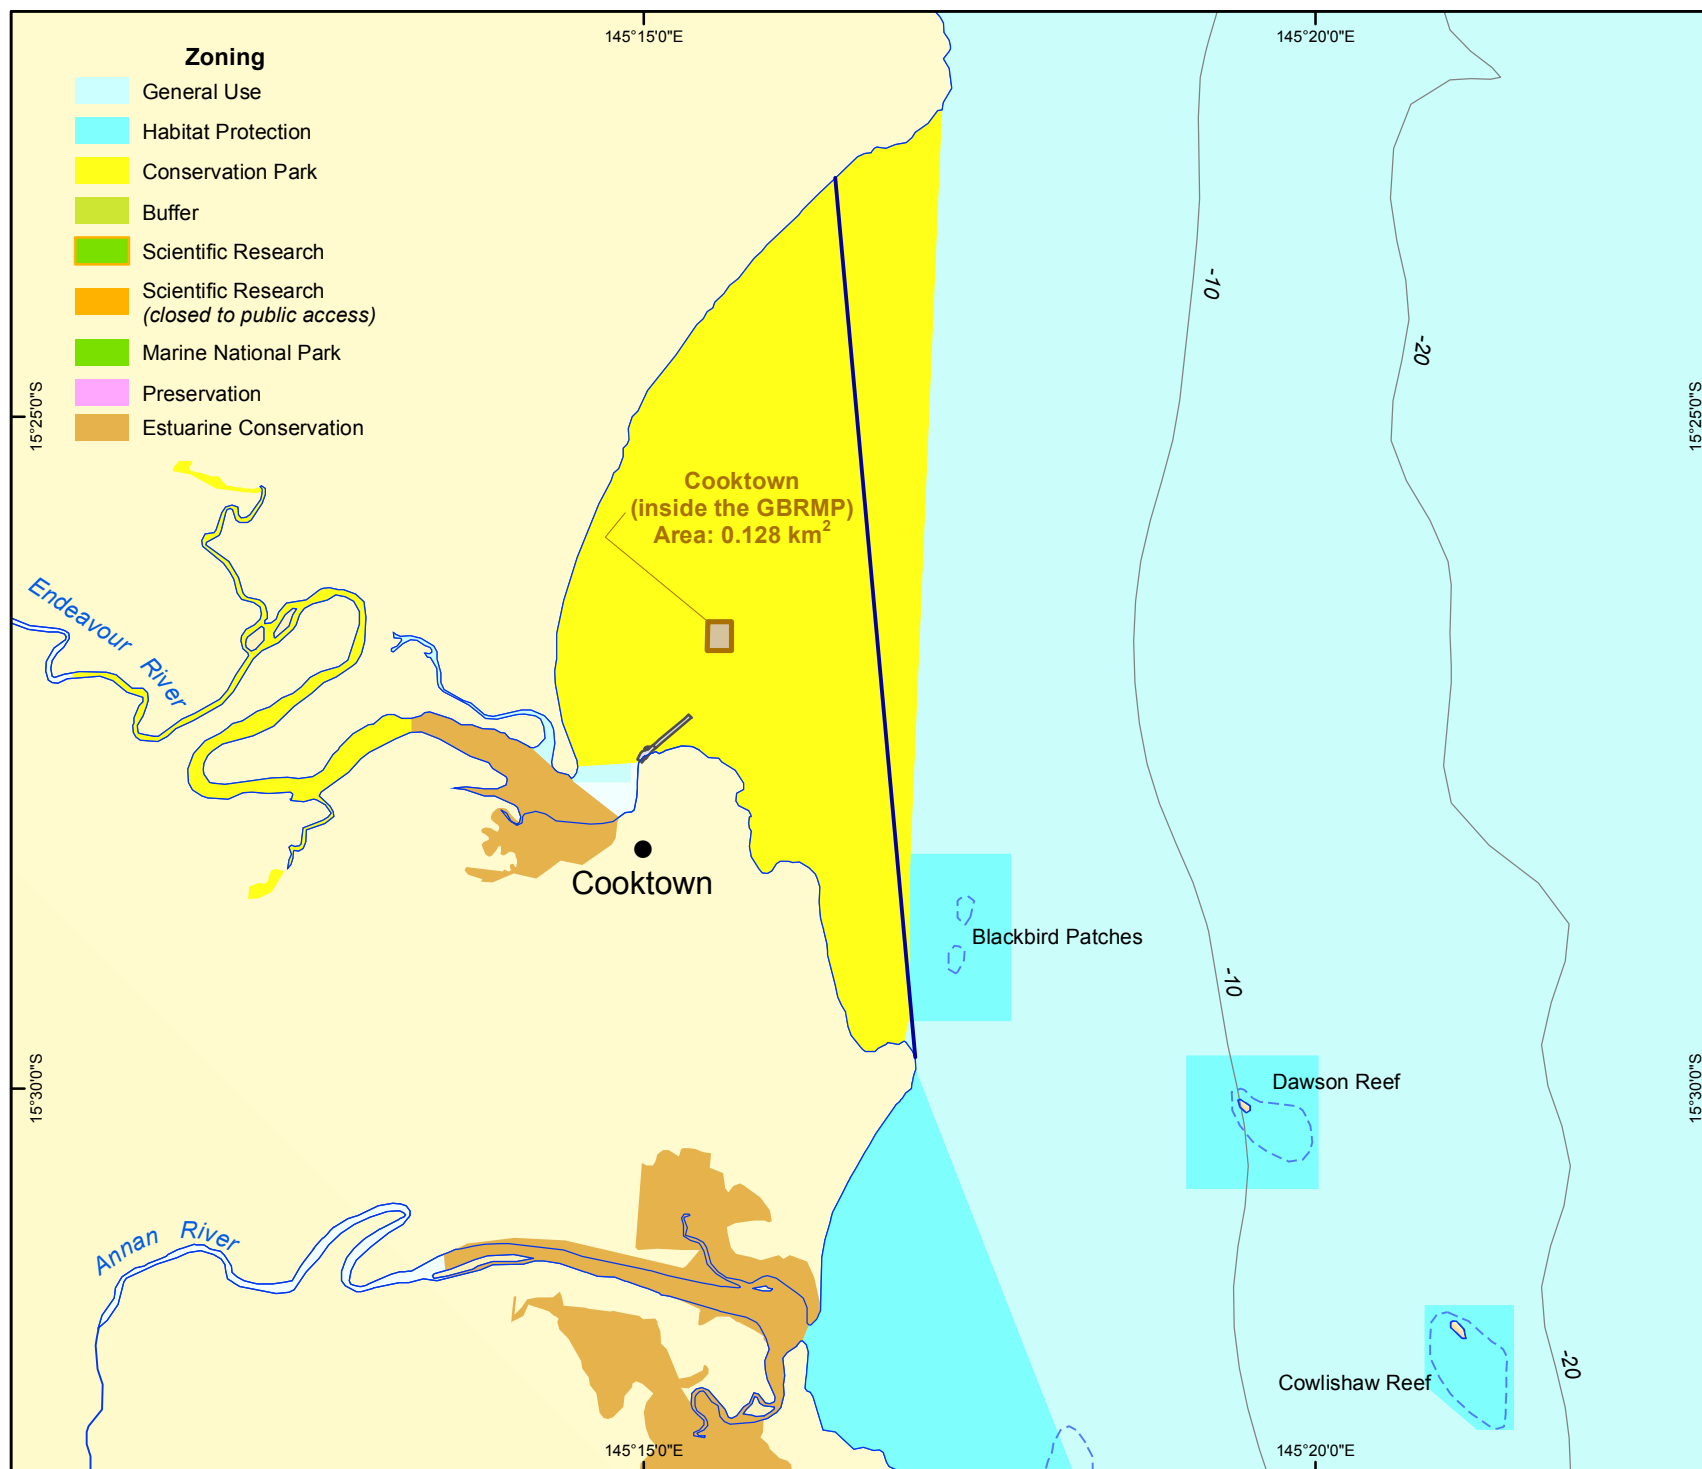 145°15'0"E
145°20'0"E
Zoning
General Use
Habitat Protection
Conservation Park
Buffer
Scientific Research
Scientific Research
(closed to public access)
Marine National Park
Preservation
Estuarine Conservation
-10
-20
15°25'0"S
15°25'0"S
Cooktown
(inside the GBRMP)
Area: 0.128 km²
Endeavour River
Cooktown
Blackbird Patches
-10
15°30'0"S
Dawson Reef
15°30'0"S
Annan River
Cowlishaw Reef
-20
145°15'0"E
145°20'0"E